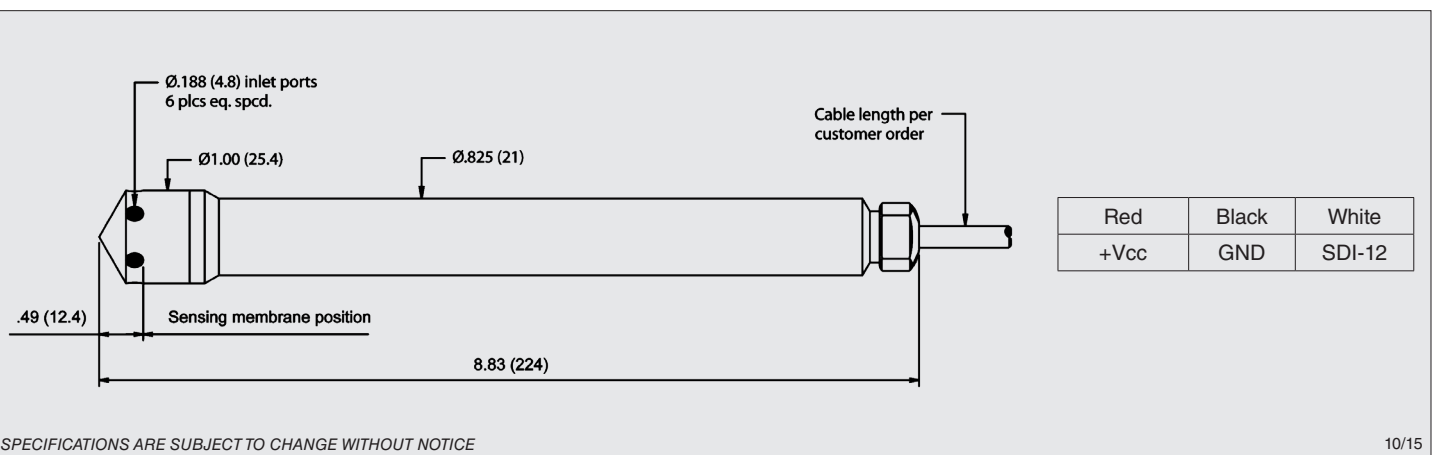 Ø.188 (4.8) inlet ports
6 plcs eq. spcd.
Cable length per
customer order
Ø1.00 (25.4)
Ø.825 (21)
Red Black White
+Vcc GND SDI-12
.49 (12.4)
Sensing membrane position
8.83 (224)
SPECIFICATIONS ARE SUBJECT TO CHANGE WITHOUT NOTICE
10/15